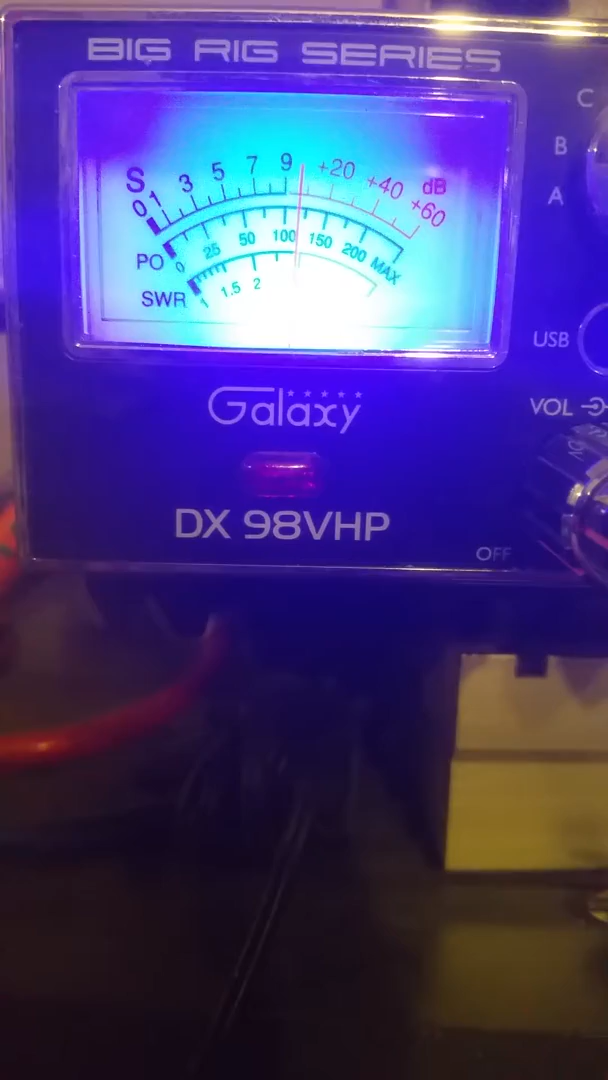 BIG RIG SERIES
C
B
A
S 0 1 3 5 7 9 +20 +40 +60 dB
PO 0 25 50 100 150 200 MAX
SWR 1 1.5 2
USB
Galaxy
VOL
DX 98VHP
OFF